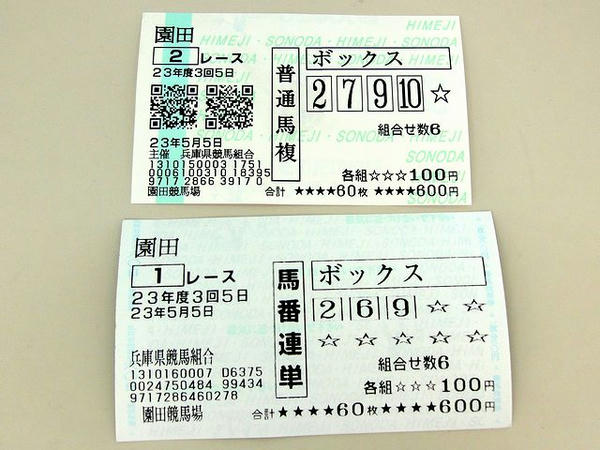 園田
2 レース
23年度3回5日
23年5月5日
主催 兵庫県競馬組合
1310150003 1751
0006100310 18395
9717 2866 3917 0
園田競馬場
普通馬複
ボックス
2 7 9 10 ☆
組合せ数6
各組☆☆☆100円
合計 ★★★★60枚 ★★★★600円
HIMEJI・SONODA・HIMEJI・SONODA
園田
1 レース
23年度3回5日
23年5月5日
兵庫県競馬組合
1310160007 06375
0024750484 99434
9717286460278
園田競馬場
馬番連単
ボックス
2 6 9 ☆ ☆
☆ ☆ ☆ ☆ ☆
組合せ数6
各組☆☆☆100円
合計★★★★60枚★★★★600円